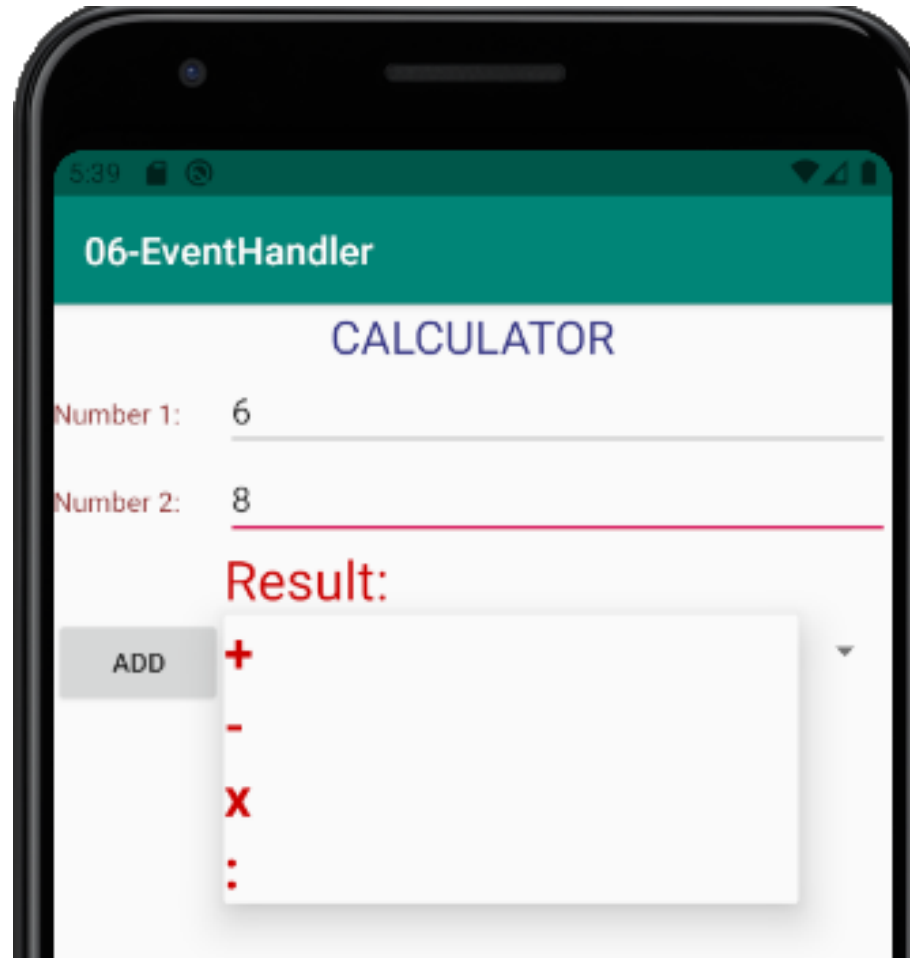 5:39
06-EventHandler
CALCULATOR
Number 1: 6
Number 2: 8
Result:
ADD
+
-
x
: